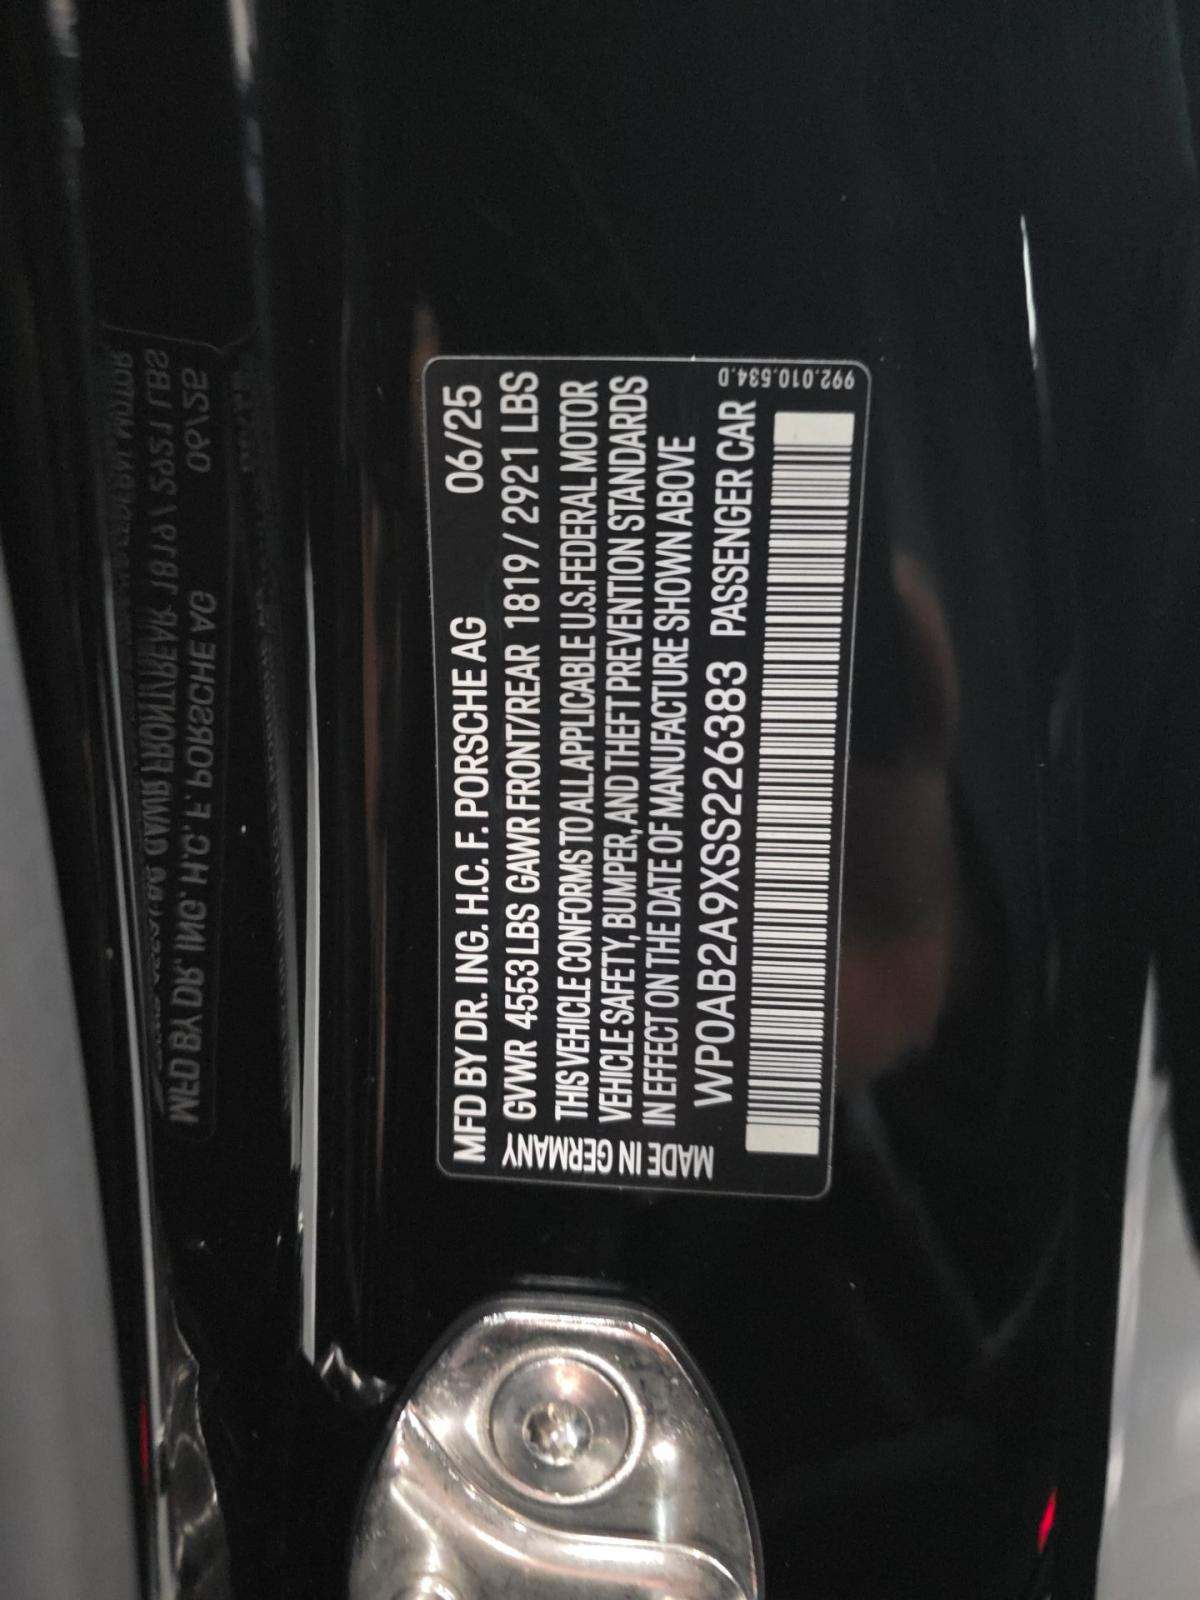 MFD BY DR. ING. H.C. F. PORSCHE AG 06/25
GVWR 4553 LBS GAWR FRONT/REAR 1819 / 2921 LBS
THIS VEHICLE CONFORMS TO ALL APPLICABLE U.S. FEDERAL MOTOR
VEHICLE SAFETY, BUMPER, AND THEFT PREVENTION STANDARDS
IN EFFECT ON THE DATE OF MANUFACTURE SHOWN ABOVE
WP0AB2A9XSS226383 PASSENGER CAR
MADE IN GERMANY
992.010.534.D